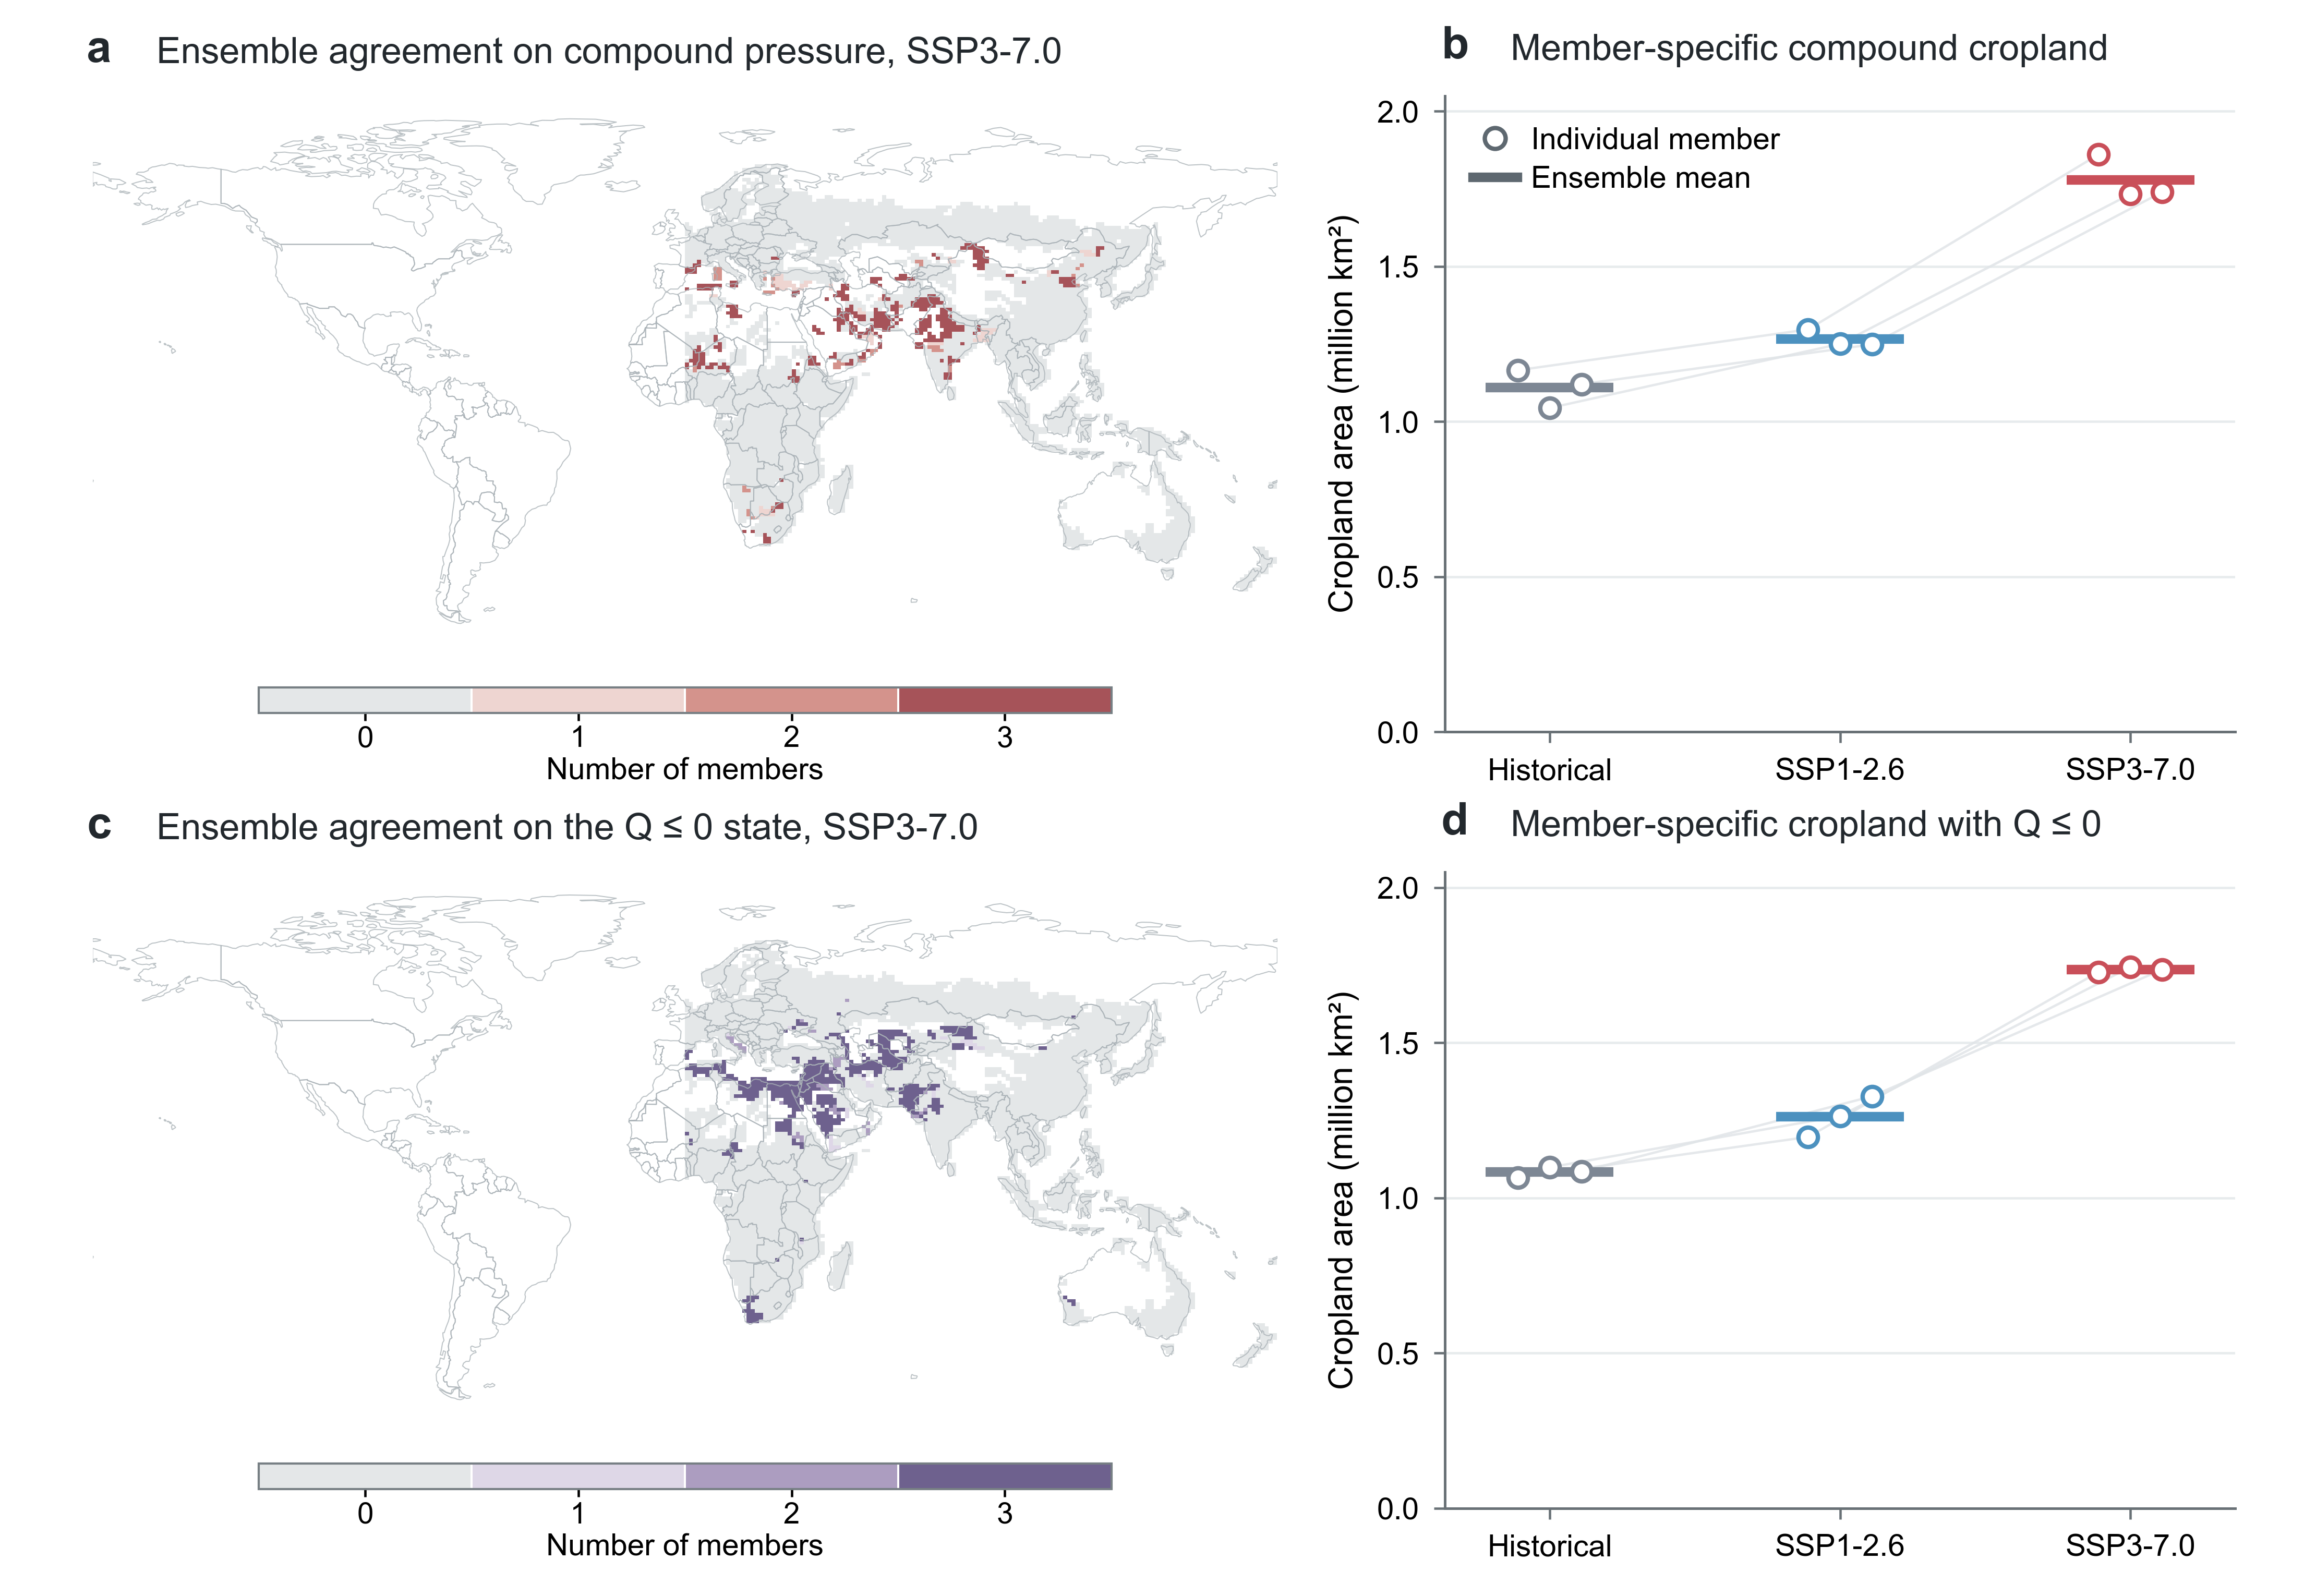 a Ensemble agreement on compound pressure, SSP3-7.0
0 1 2 3
Number of members
b Member-specific compound cropland
Cropland area (million km²)
2.0
1.5
1.0
0.5
0.0
Individual member
Ensemble mean
Historical SSP1-2.6 SSP3-7.0
c Ensemble agreement on the Q ≤ 0 state, SSP3-7.0
0 1 2 3
Number of members
d Member-specific cropland with Q ≤ 0
Cropland area (million km²)
2.0
1.5
1.0
0.5
0.0
Historical SSP1-2.6 SSP3-7.0